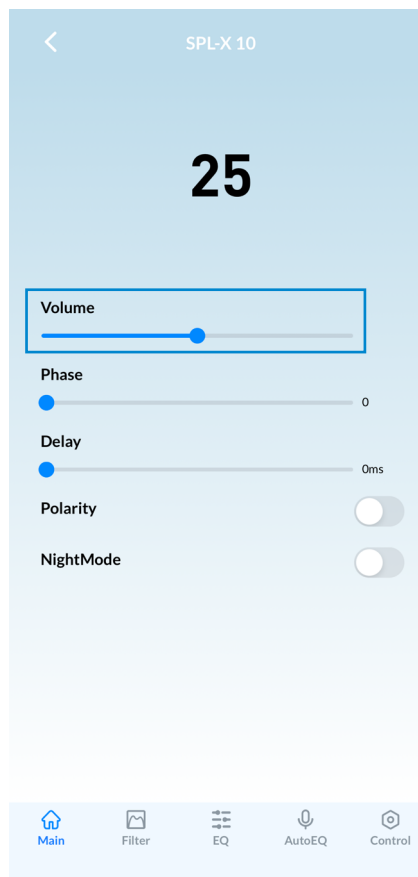 SPL-X 10
25
Volume
Phase
0
Delay
0ms
Polarity
NightMode
Main Filter EQ AutoEQ Control